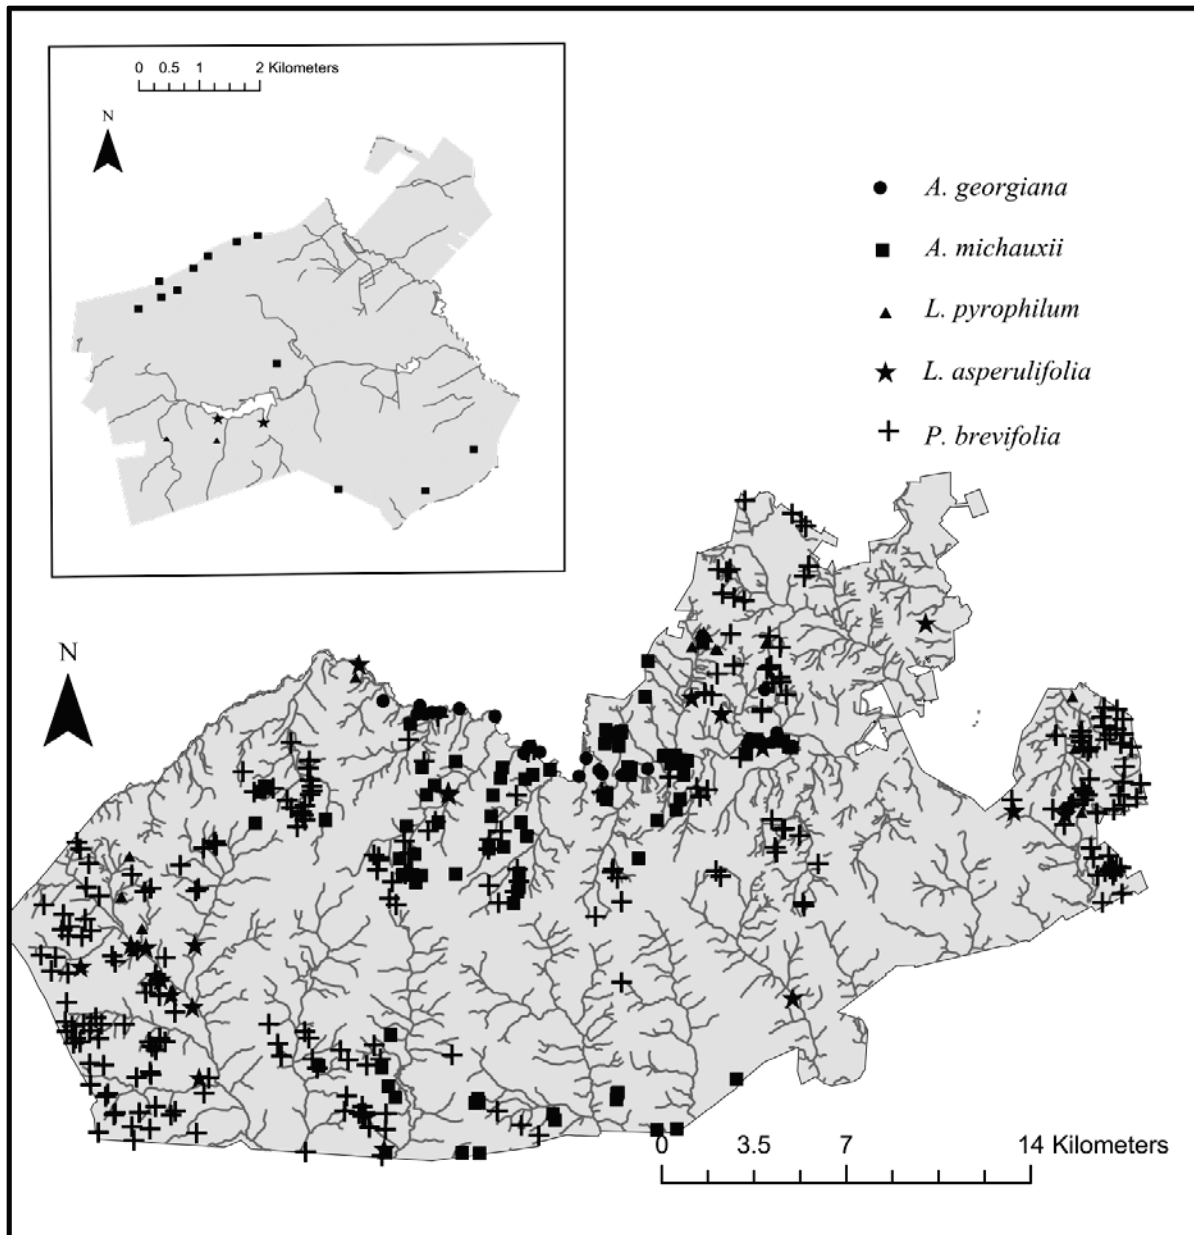 0 0.5 1 2 Kilometers
N
A. georgiana
A. michauxii
L. pyrophilum
L. asperulifolia
P. brevifolia
N
0 3.5 7 14 Kilometers